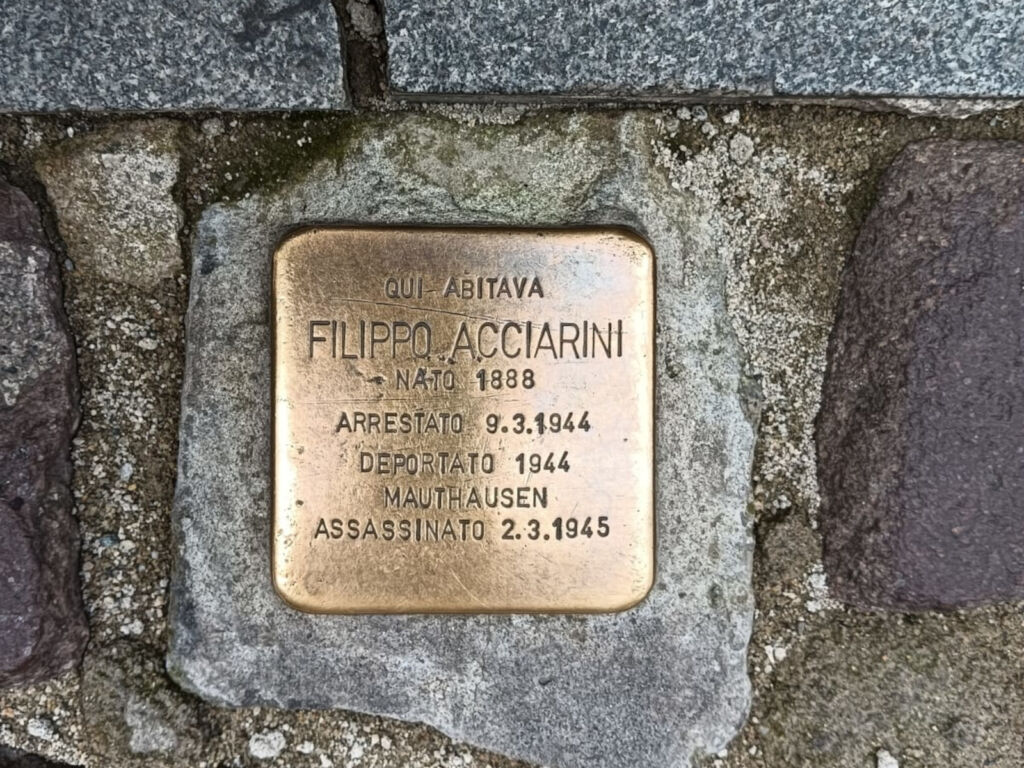 QUI ABITAVA
FILIPPO ACCIARINI
NATO 1888
ARRESTATO 9.3.1944
DEPORTATO 1944
MAUTHAUSEN
ASSASSINATO 2.3.1945